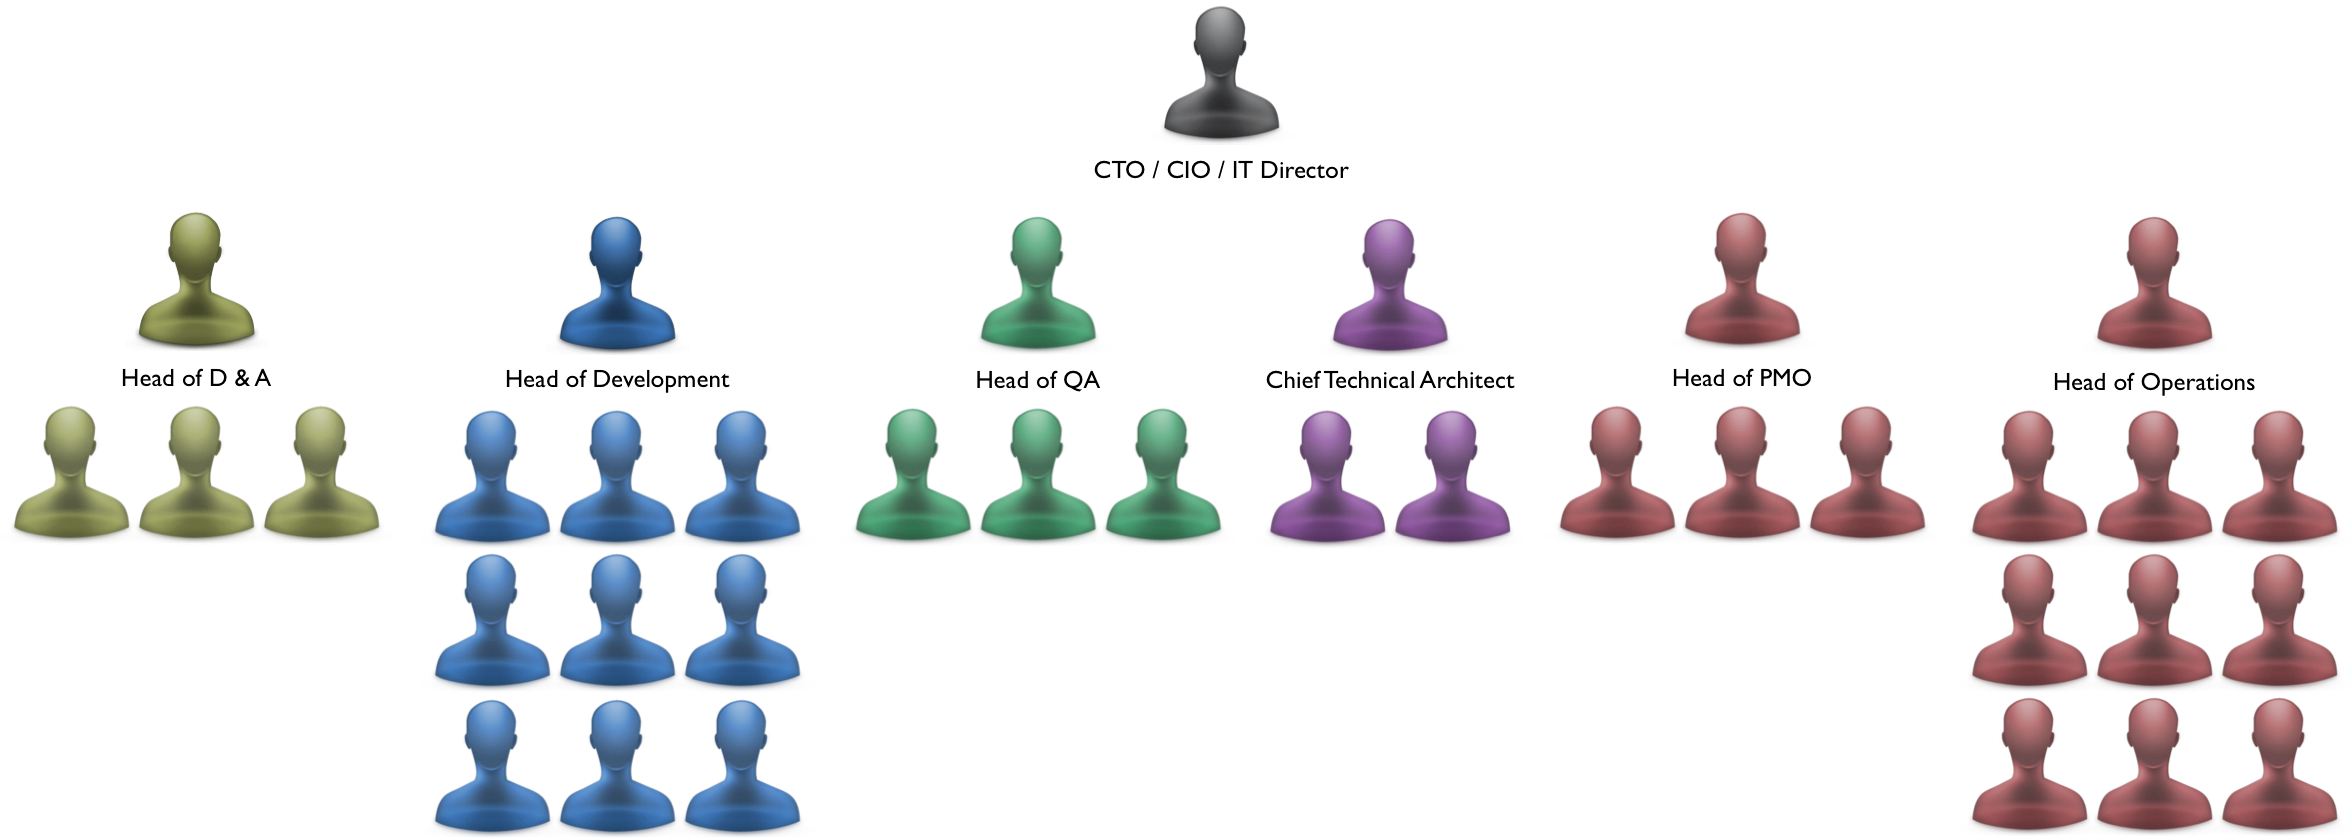 CTO / CIO / IT Director
Head of D & A
Head of Development
Head of QA
Chief Technical Architect
Head of PMO
Head of Operations